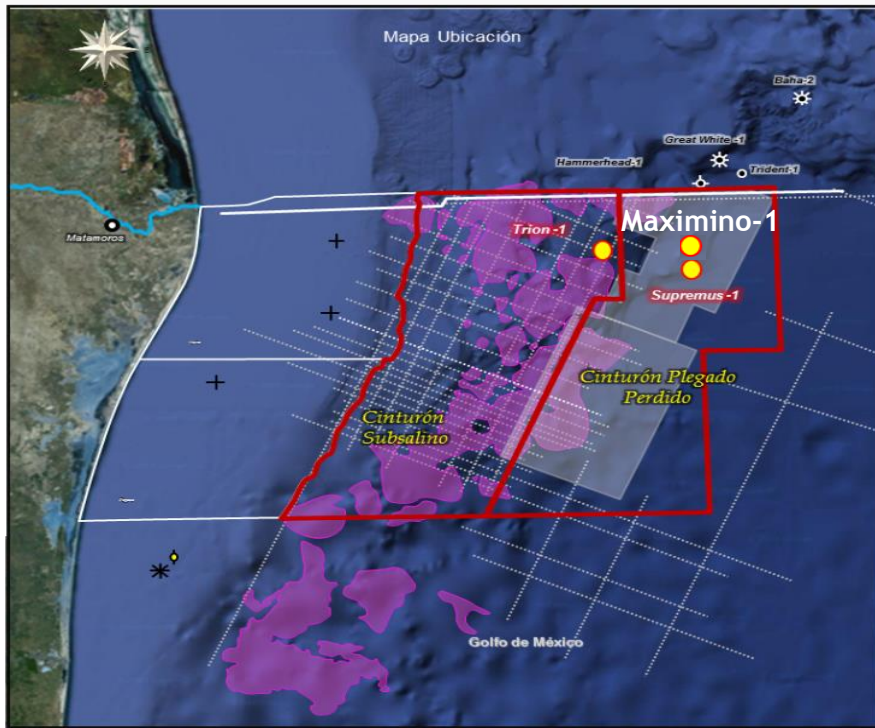 Mapa Ubicación
Baha-2
Great White -1
Hammerhead-1
Trident-1
Matamoros
Trion -1
Maximino-1
Supremus -1
Cinturón Plegado
Perdido
Cinturón
Subsalino
Golfo de México